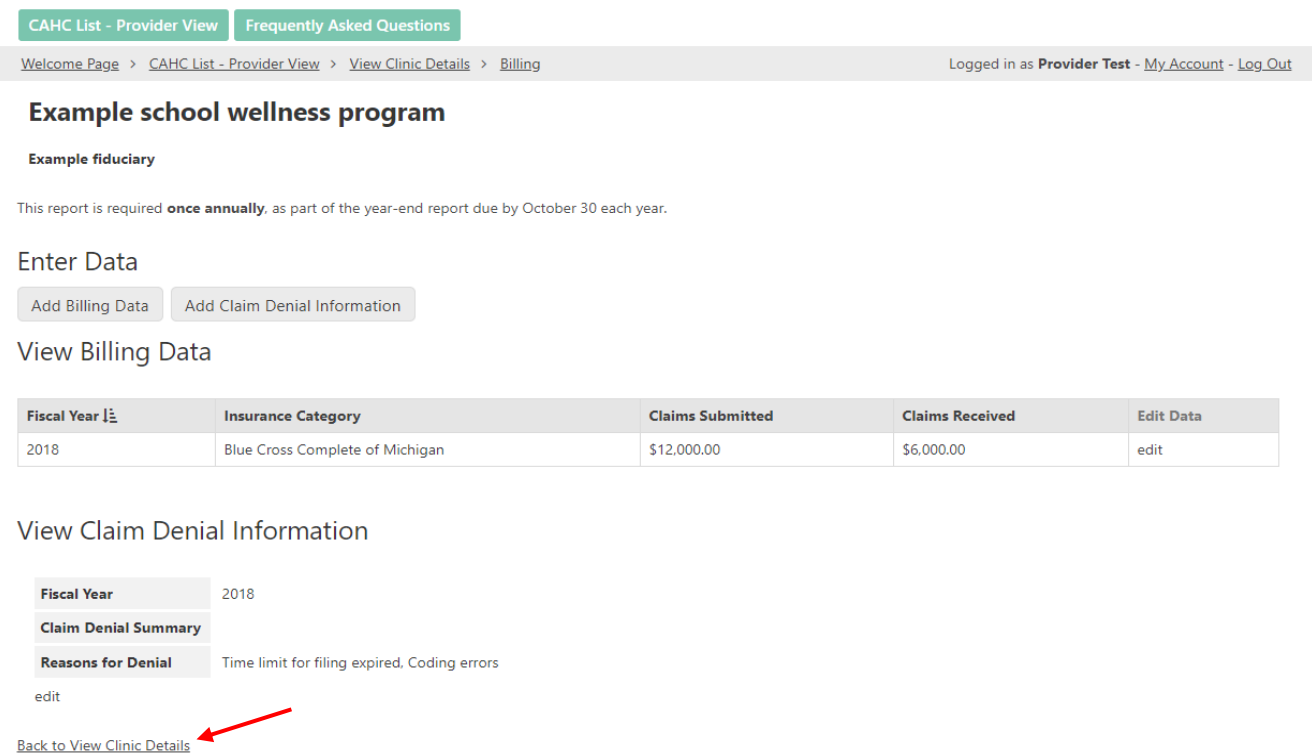 CAHC List - Provider View Frequently Asked Questions
Welcome Page > CAHC List - Provider View > View Clinic Details > Billing Logged in as Provider Test - My Account - Log Out
Example school wellness program
Example fiduciary
This report is required once annually, as part of the year-end report due by October 30 each year.
Enter Data
Add Billing Data Add Claim Denial Information
View Billing Data
Fiscal Year Insurance Category Claims Submitted Claims Received Edit Data
2018 Blue Cross Complete of Michigan $12,000.00 $6,000.00 edit
View Claim Denial Information
Fiscal Year 2018
Claim Denial Summary
Reasons for Denial Time limit for filing expired, Coding errors
edit
Back to View Clinic Details